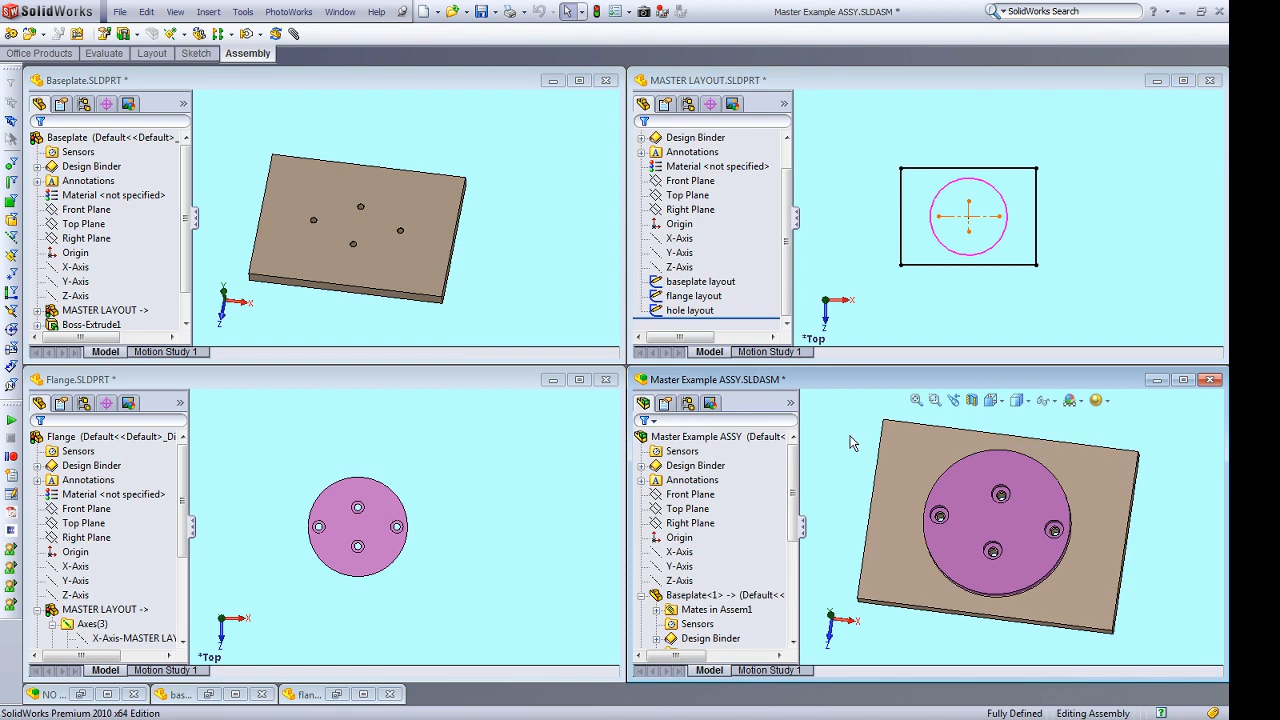 SolidWorks File Edit View Insert Tools PhotoWorks Window Help Master Example ASSY.SLDASM * SolidWorks Search
Office Products Evaluate Layout Sketch Assembly
Baseplate.SLDPRT *
Baseplate (Default<<Default>_
Sensors
Design Binder
Annotations
Material <not specified>
Front Plane
Top Plane
Right Plane
Origin
X-Axis
Y-Axis
Z-Axis
MASTER LAYOUT ->
Boss-Extrude1
Y
X
Z
Model Motion Study 1
MASTER LAYOUT.SLDPRT *
Design Binder
Annotations
Material <not specified>
Front Plane
Top Plane
Right Plane
Origin
X-Axis
Y-Axis
Z-Axis
baseplate layout
flange layout
hole layout
X
Z
*Top
Model Motion Study 1
Flange.SLDPRT *
Flange (Default<<Default>_Di
Sensors
Design Binder
Annotations
Material <not specified>
Front Plane
Top Plane
Right Plane
Origin
X-Axis
Y-Axis
Z-Axis
MASTER LAYOUT ->
Axes(3)
X-Axis-MASTER LAY
X
Z
*Top
Model Motion Study 1
Master Example ASSY.SLDASM *
Master Example ASSY (Default<
Sensors
Design Binder
Annotations
Front Plane
Top Plane
Right Plane
Origin
X-Axis
Y-Axis
Z-Axis
Baseplate<1> -> (Default<<
Mates in Assem1
Sensors
Design Binder
Y
X
Z
Model Motion Study 1
NO ... bas... flan...
SolidWorks Premium 2010 x64 Edition Fully Defined Editing Assembly